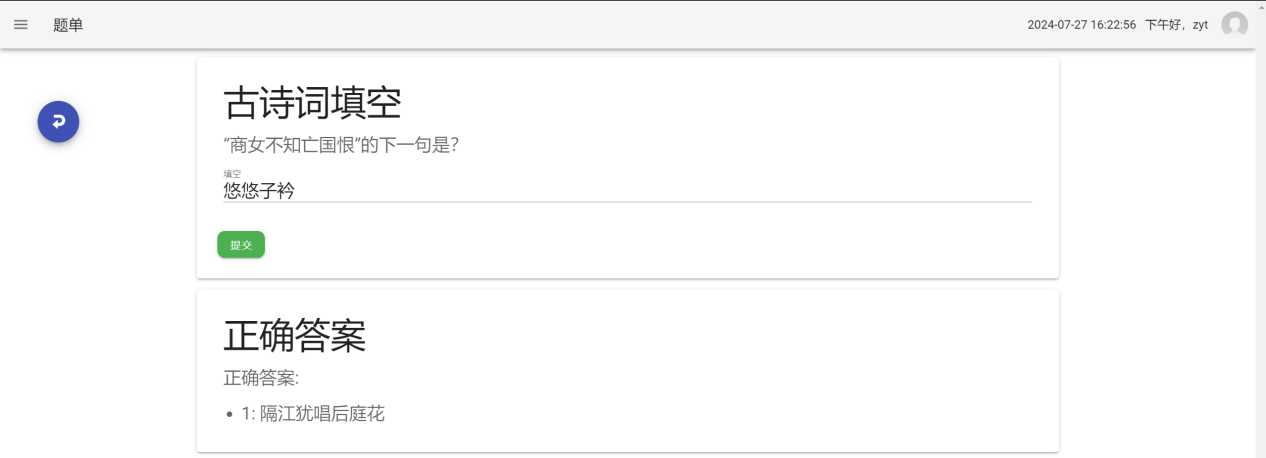 题单
2024-07-27 16:22:56 下午好，zyt
古诗词填空
“商女不知亡国恨”的下一句是？
填空
悠悠子衿
提交
正确答案
正确答案:
• 1: 隔江犹唱后庭花